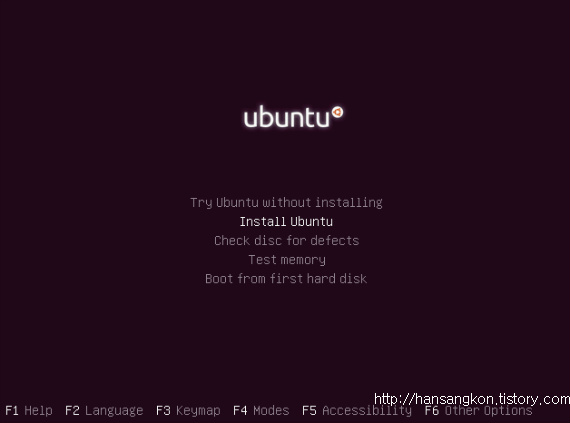 ubuntu
Try Ubuntu without installing
Install Ubuntu
Check disc for defects
Test memory
Boot from first hard disk
http://hansangkon.tistory.com
F1 Help F2 Language F3 Keymap F4 Modes F5 Accessibility F6 Other Options